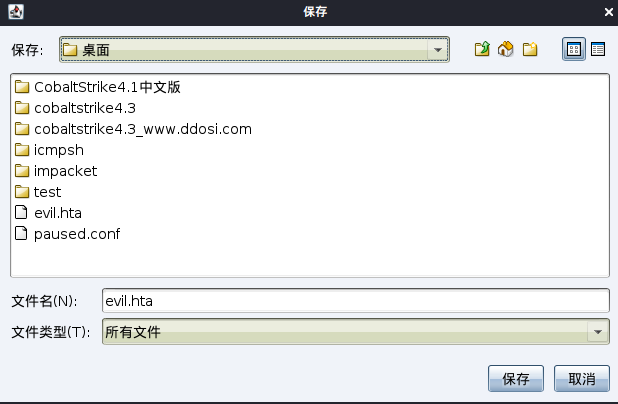 保存
保存:
桌面
CobaltStrike4.1中文版
cobaltstrike4.3
cobaltstrike4.3_www.ddosi.com
icmpsh
impacket
test
evil.hta
paused.conf
文件名(N): evil.hta
文件类型(T): 所有文件
保存 取消